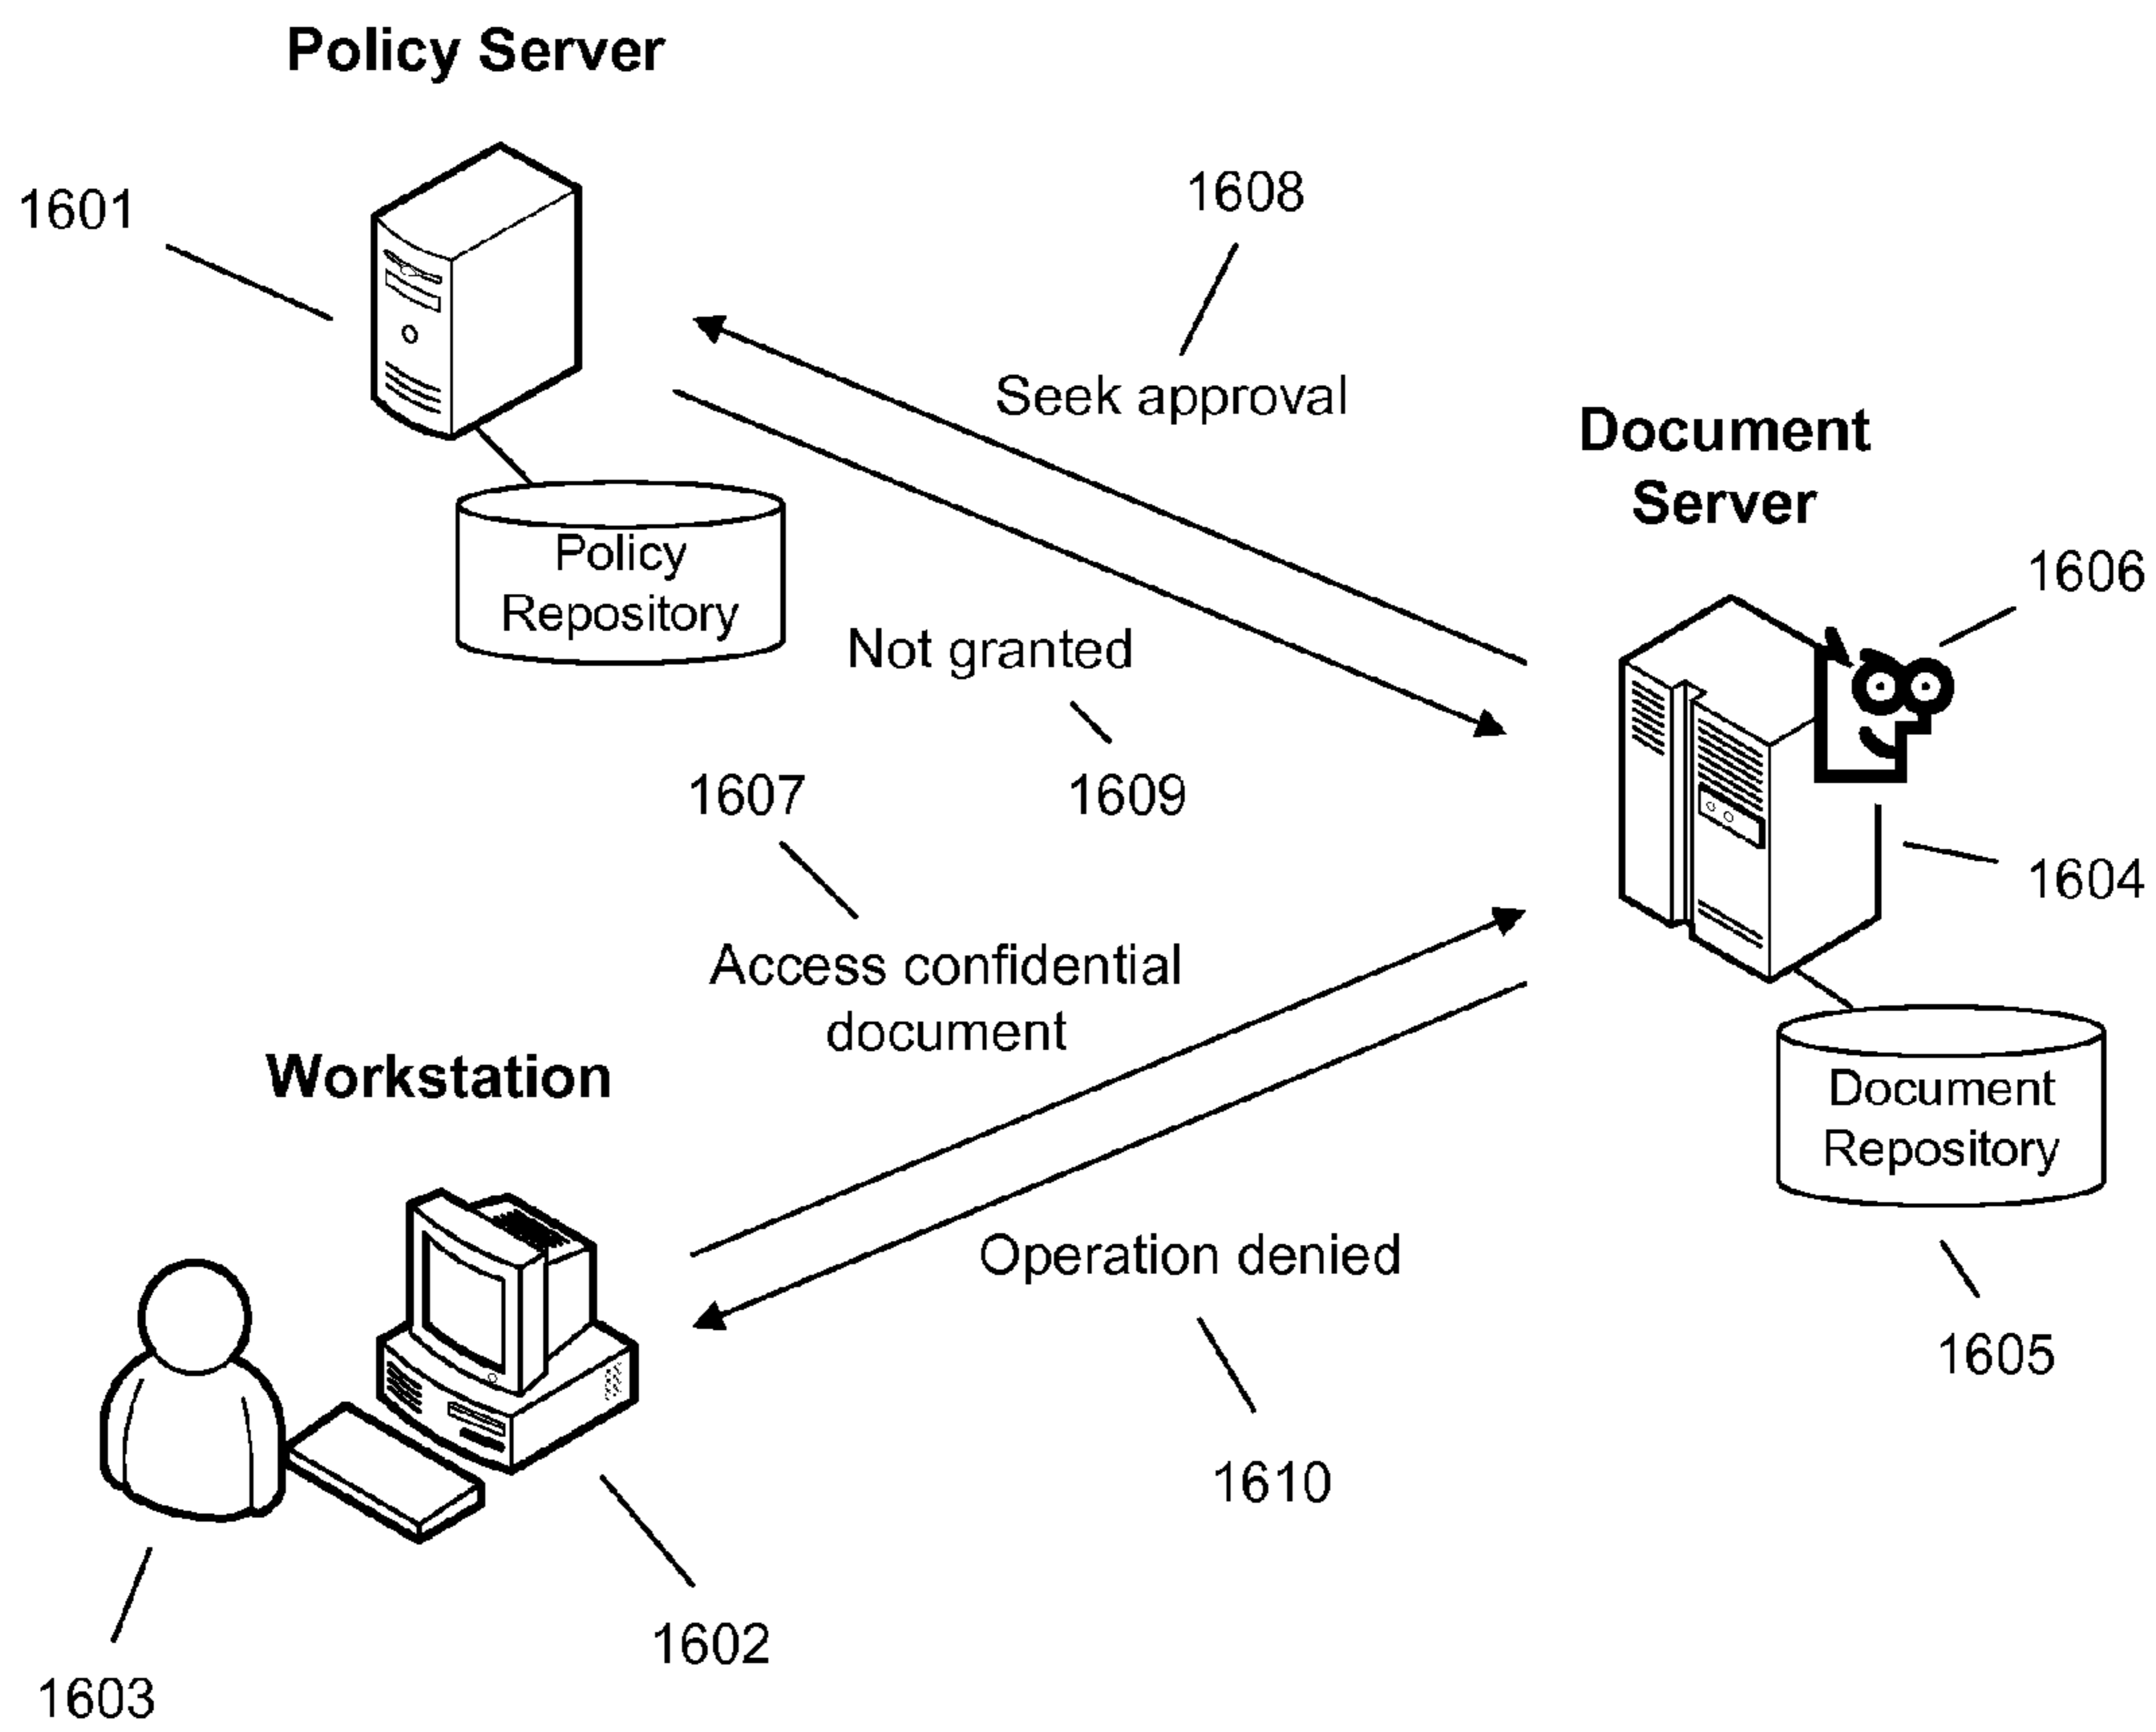 Policy Server
1601
1608
Seek approval
Document
Server
Policy
Repository
1606
Not granted
1607
1609
1604
Access confidential
document
Workstation
Document
Repository
Operation denied
1605
1610
1602
1603